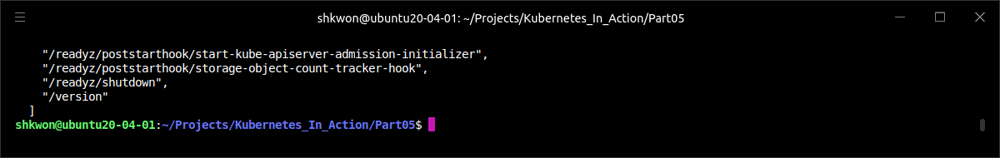 shkwon@ubuntu20-04-01: ~/Projects/Kubernetes_In_Action/Part05
"/readyz/poststarthook/start-kube-apiserver-admission-initializer",
"/readyz/poststarthook/storage-object-count-tracker-hook",
"/readyz/shutdown",
"/version"
]
shkwon@ubuntu20-04-01:~/Projects/Kubernetes_In_Action/Part05$